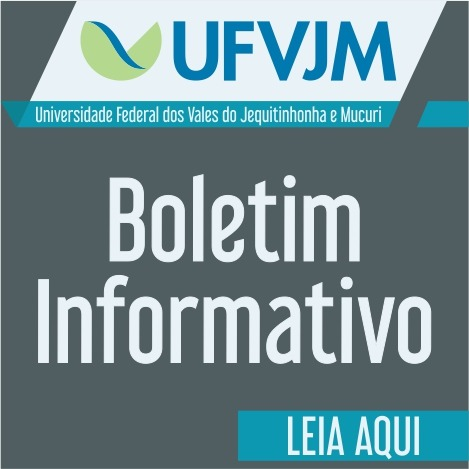 UFVJM
Universidade Federal dos Vales do Jequitinhonha e Mucuri
Boletim
Informativo
LEIA AQUI